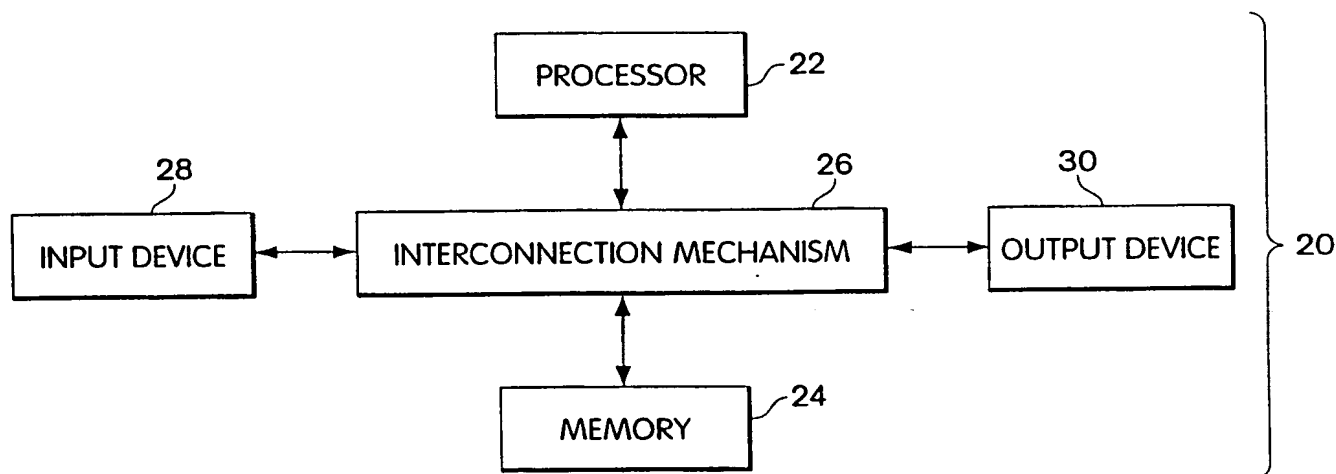 PROCESSOR
22
28
INPUT DEVICE
26
INTERCONNECTION MECHANISM
30
OUTPUT DEVICE
20
MEMORY
24